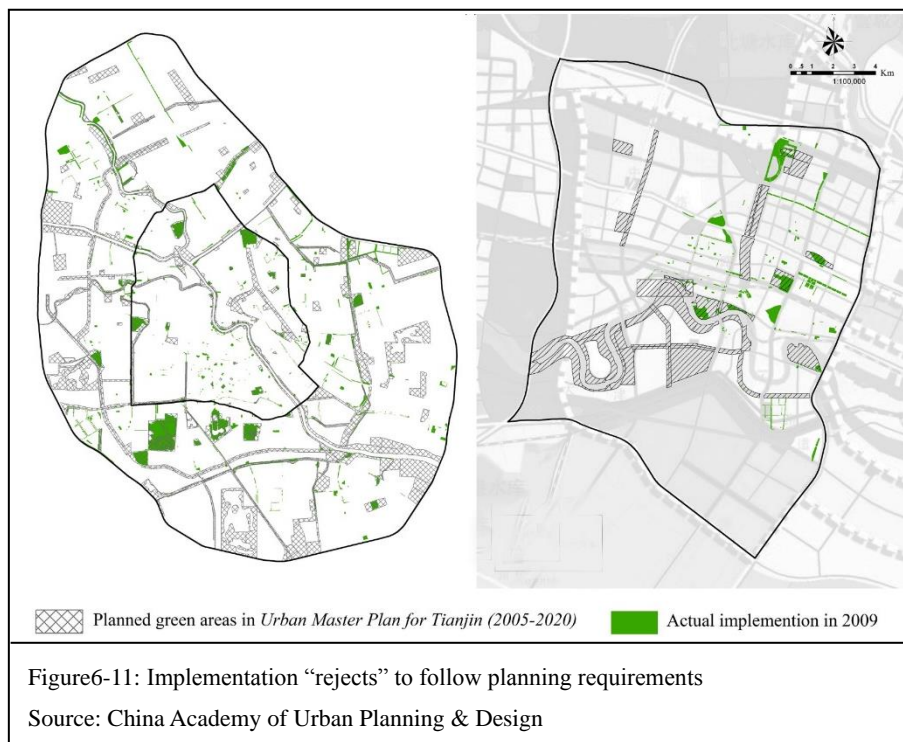 0 .5 1 2 3 4
Km
1:100,000
Planned green areas in Urban Master Plan for Tianjin (2005-2020)
Actual implemention in 2009
Figure6-11: Implementation “rejects” to follow planning requirements
Source: China Academy of Urban Planning & Design